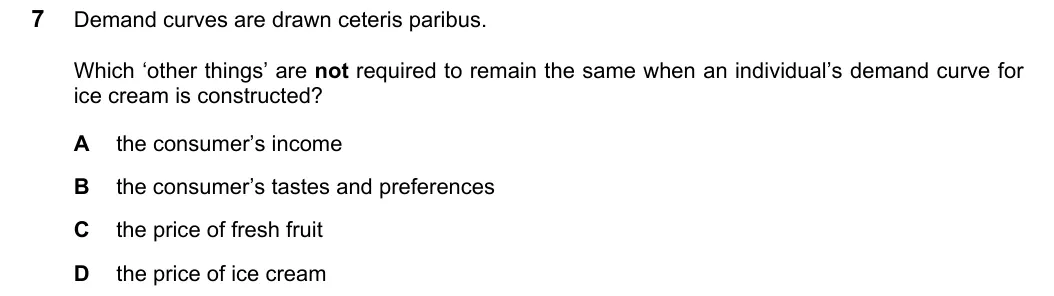 7 Demand curves are drawn ceteris paribus.
Which ‘other things’ are not required to remain the same when an individual’s demand curve for
ice cream is constructed?
A the consumer’s income
B the consumer’s tastes and preferences
C the price of fresh fruit
D the price of ice cream